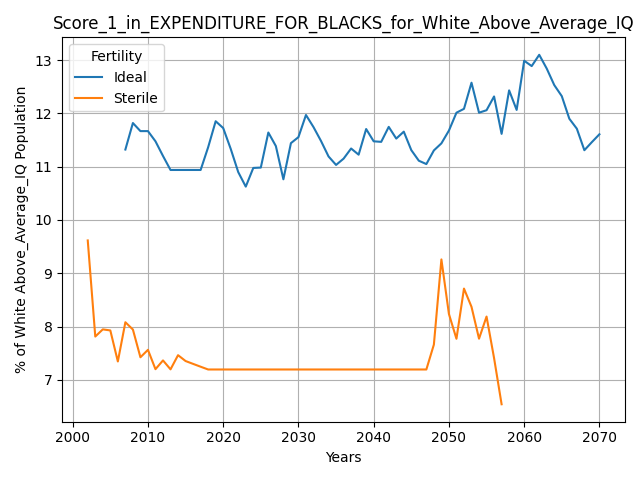 Score_1_in_EXPENDITURE_FOR_BLACKS_for_White_Above_Average_IQ
Fertility
Ideal
Sterile
% of White Above_Average_IQ Population
13
12
11
10
9
8
7
2000 2010 2020 2030 2040 2050 2060 2070
Years